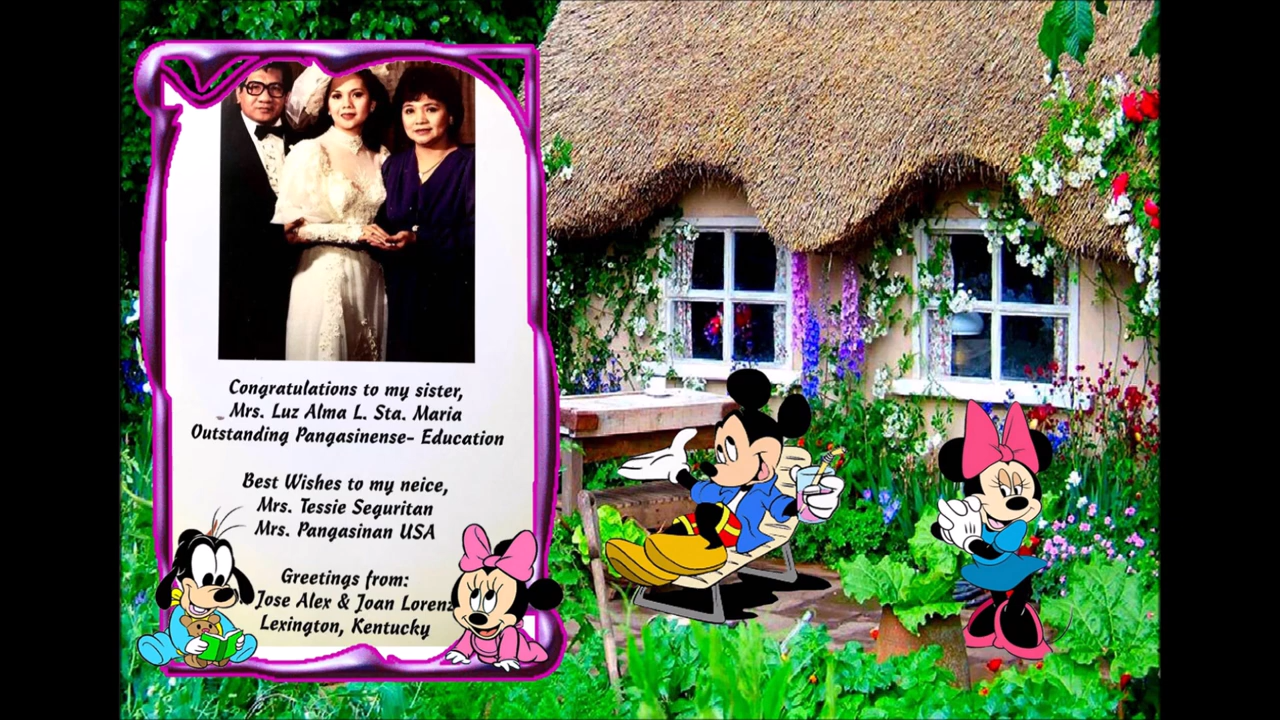 Congratulations to my sister,
Mrs. Luz Alma L. Sta. Maria
Outstanding Pangasinense- Education
Best Wishes to my neice,
Mrs. Tessie Seguritan
Mrs. Pangasinan USA
Greetings from:
Jose Alex & Joan Lorenz
Lexington, Kentucky